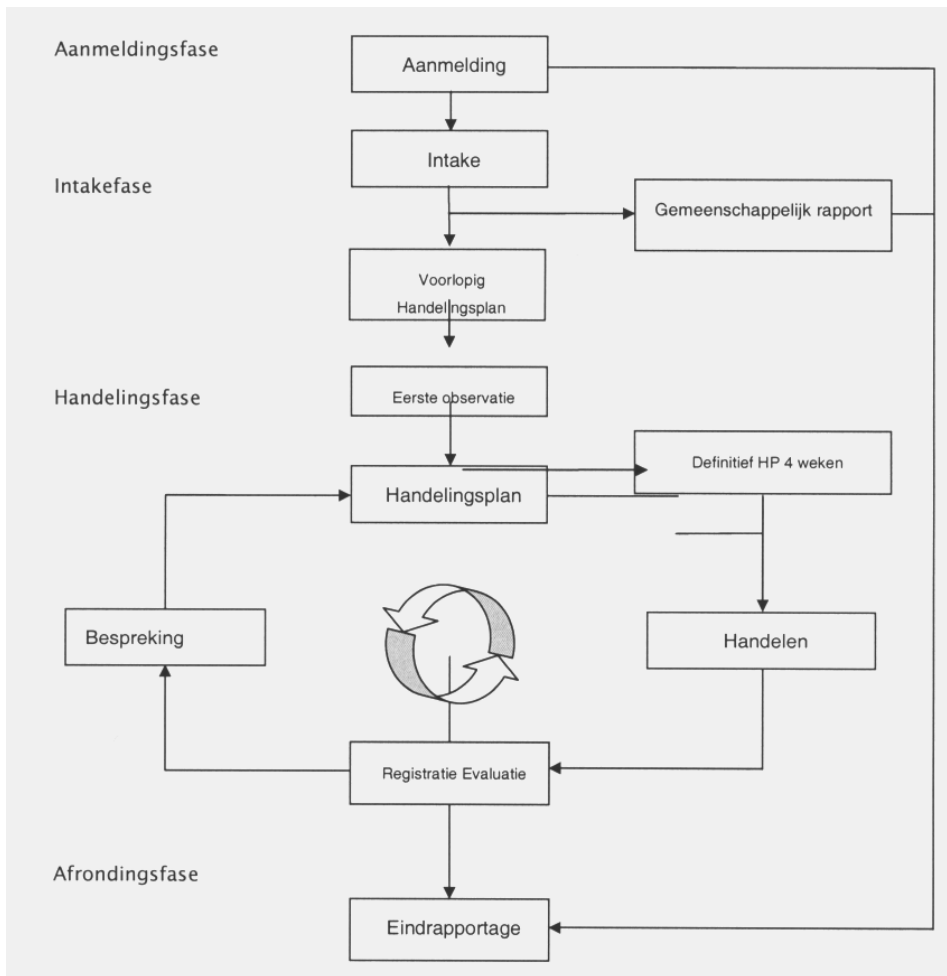 Aanmeldingsfase
Aanmelding
Intake
Intakefase
Gemeenschappelijk rapport
Voorlopig
Handelingsplan
Handelingsfase
Eerste observatie
Definitief HP 4 weken
Handelingsplan
Bespreking
Handelen
Registratie Evaluatie
Afrondingsfase
Eindrapportage